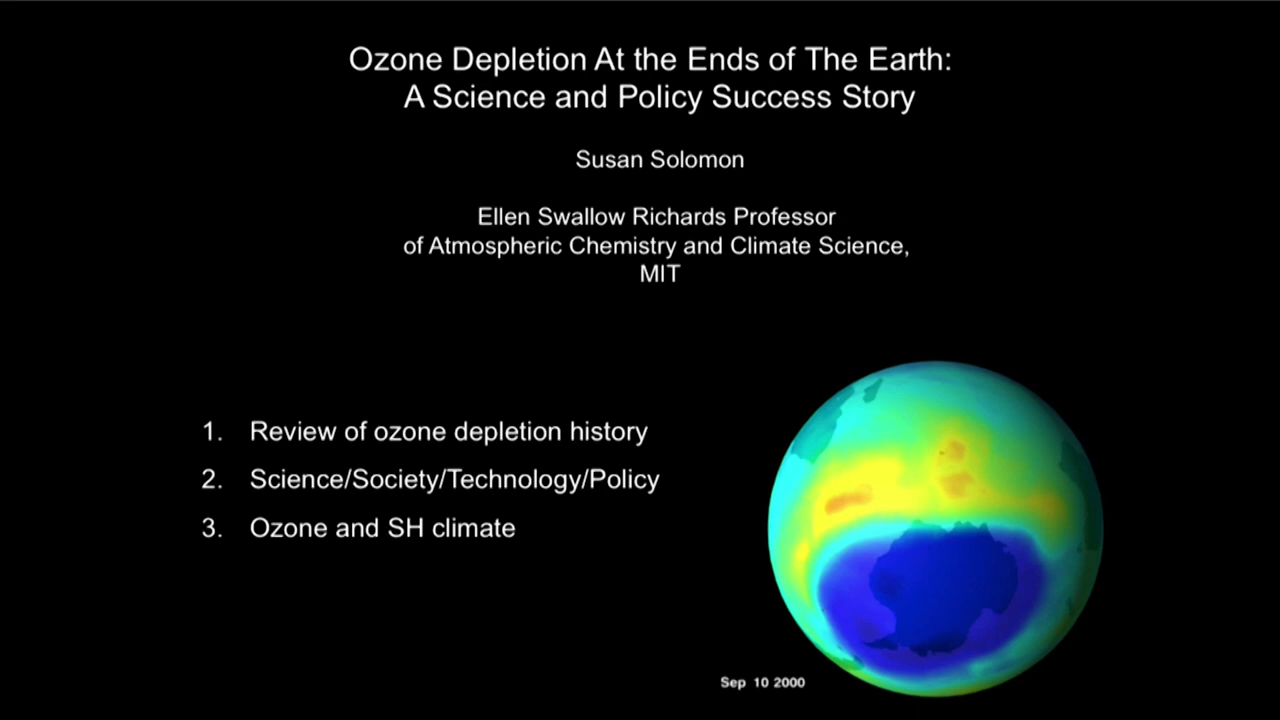 Ozone Depletion At the Ends of The Earth:
A Science and Policy Success Story
Susan Solomon
Ellen Swallow Richards Professor
of Atmospheric Chemistry and Climate Science,
MIT
1. Review of ozone depletion history
2. Science/Society/Technology/Policy
3. Ozone and SH climate
Sep 10 2000